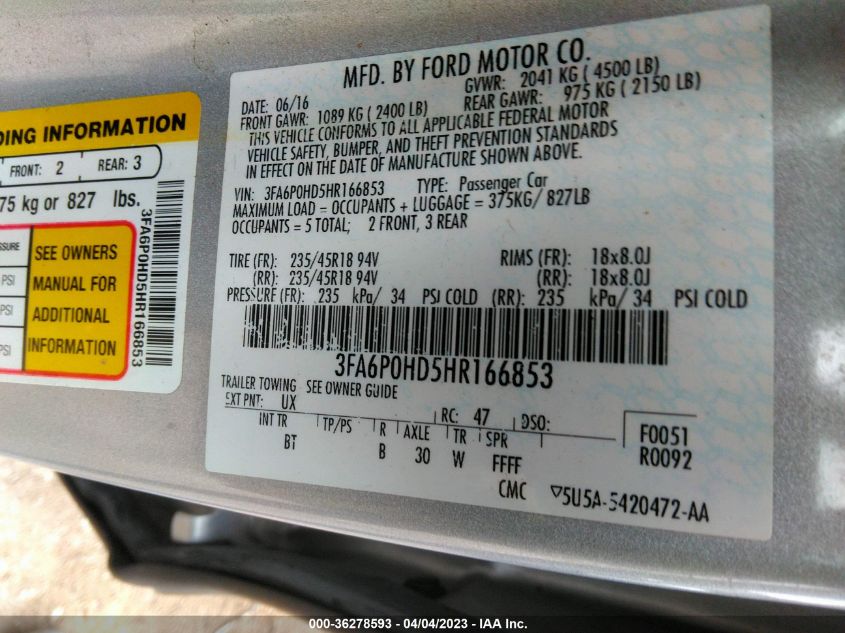 DING INFORMATION
FRONT: 2 REAR: 3
75 kg or 827 lbs.
SSURE
PSI
PSI
SEE OWNERS
MANUAL FOR
ADDITIONAL
INFORMATION
3FA6P0HD5HR166853
MFD. BY FORD MOTOR CO.
DATE: 06/16 GVWR: 2041 KG ( 4500 LB)
FRONT GAWR: 1089 KG ( 2400 LB) REAR GAWR: 975 KG ( 2150 LB)
THIS VEHICLE CONFORMS TO ALL APPLICABLE FEDERAL MOTOR
VEHICLE SAFETY, BUMPER, AND THEFT PREVENTION STANDARDS
IN EFFECT ON THE DATE OF MANUFACTURE SHOWN ABOVE.
VIN: 3FA6P0HD5HR166853 TYPE: Passenger Car
MAXIMUM LOAD = OCCUPANTS + LUGGAGE = 375KG/ 827LB
OCCUPANTS = 5 TOTAL; 2 FRONT, 3 REAR
TIRE (FR): 235/45R18 94V RIMS (FR): 18x8.0J
(RR): 235/45R18 94V (RR): 18x8.0J
PRESSURE (FR): 235 kPa/ 34 PSI COLD (RR): 235 kPa/ 34 PSI COLD
3FA6P0HD5HR166853
TRAILER TOWING SEE OWNER GUIDE
EXT PNT: UX RC: 47 DSO:
INT TR TP/PS R AXLE TR SPR F0051
BT B 30 W FFFF R0092
CMC ▽5U5A-5420472-AA
000-36278593 - 04/04/2023 - IAA Inc.